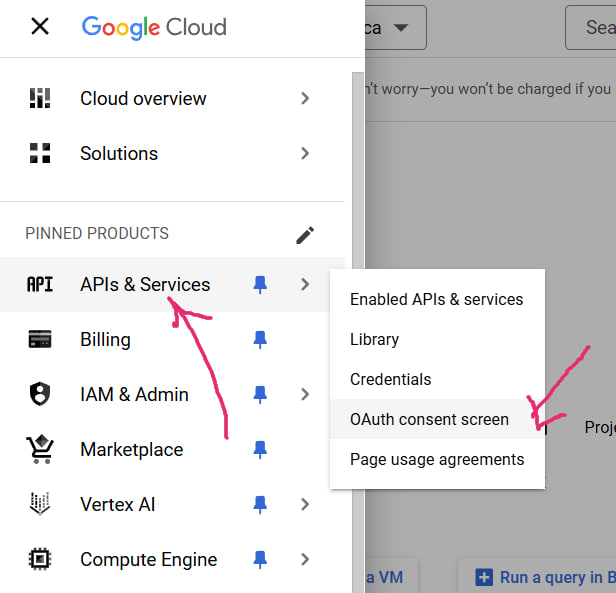 Google Cloud
ca
Sea
n't worry—you won't be charged if you
Cloud overview
Solutions
PINNED PRODUCTS
API APIs & Services
Billing
IAM & Admin
Marketplace
Vertex AI
Compute Engine
Enabled APIs & services
Library
Credentials
OAuth consent screen
Page usage agreements
Proje
a VM
Run a query in B